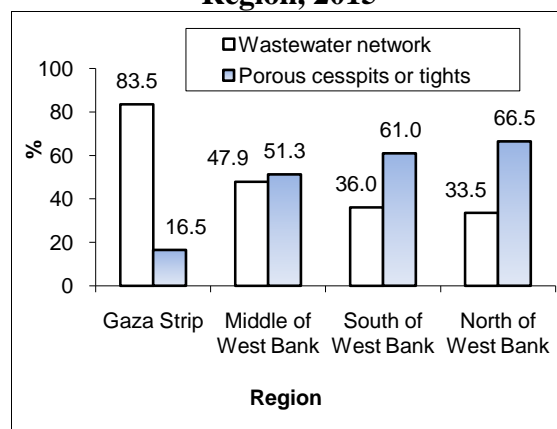 Region, 2015
Wastewater network
Porous cesspits or tights
%
100
80
60
40
20
0
83.5
16.5
47.9
51.3
36.0
61.0
33.5
66.5
Gaza Strip
Middle of
West Bank
South of
West Bank
North of
West Bank
Region